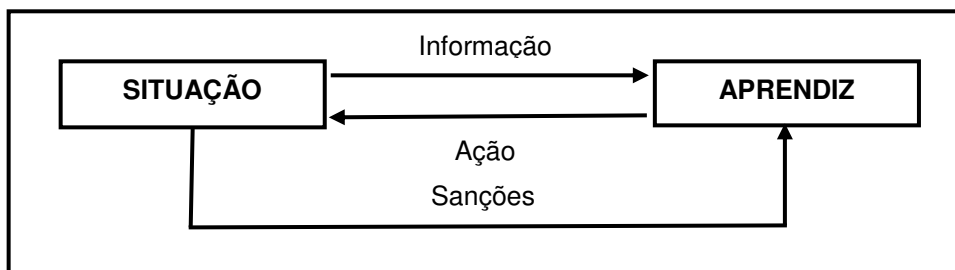 Informação
SITUAÇÃO
APRENDIZ
Ação
Sanções